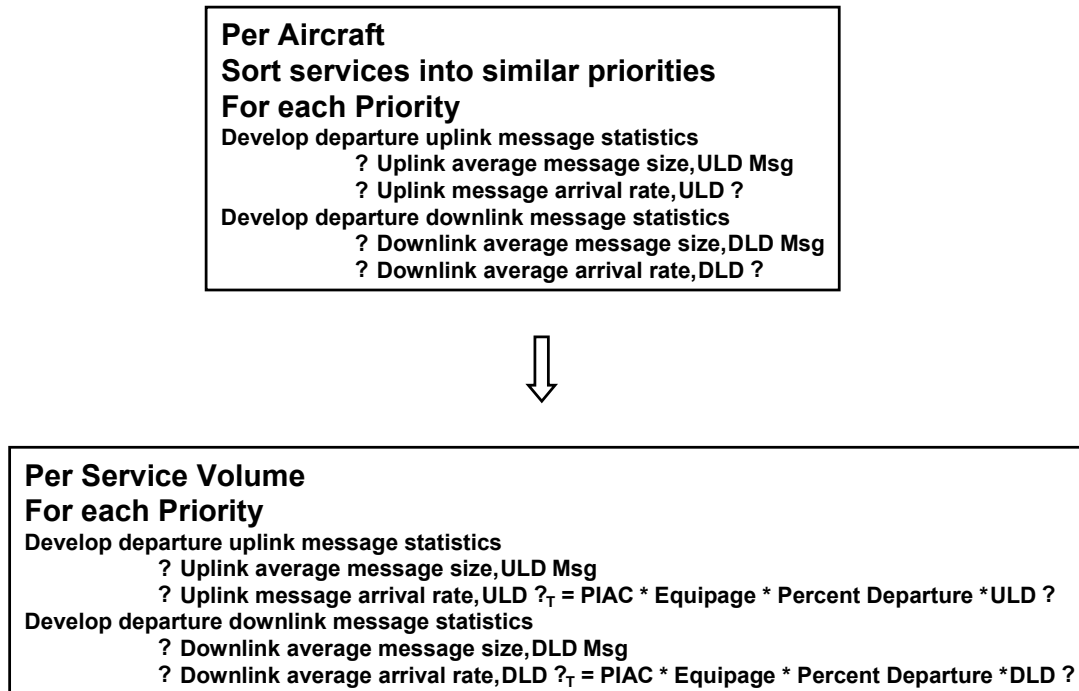 Per Aircraft
Sort services into similar priorities
For each Priority
Develop departure uplink message statistics
? Uplink average message size,ULD Msg
? Uplink message arrival rate,ULD ?
Develop departure downlink message statistics
? Downlink average message size,DLD Msg
? Downlink average arrival rate,DLD ?
Per Service Volume
For each Priority
Develop departure uplink message statistics
? Uplink average message size,ULD Msg
? Uplink message arrival rate,ULD ?T = PIAC * Equipage * Percent Departure *ULD ?
Develop departure downlink message statistics
? Downlink average message size,DLD Msg
? Downlink average arrival rate,DLD ?T = PIAC * Equipage * Percent Departure *DLD ?